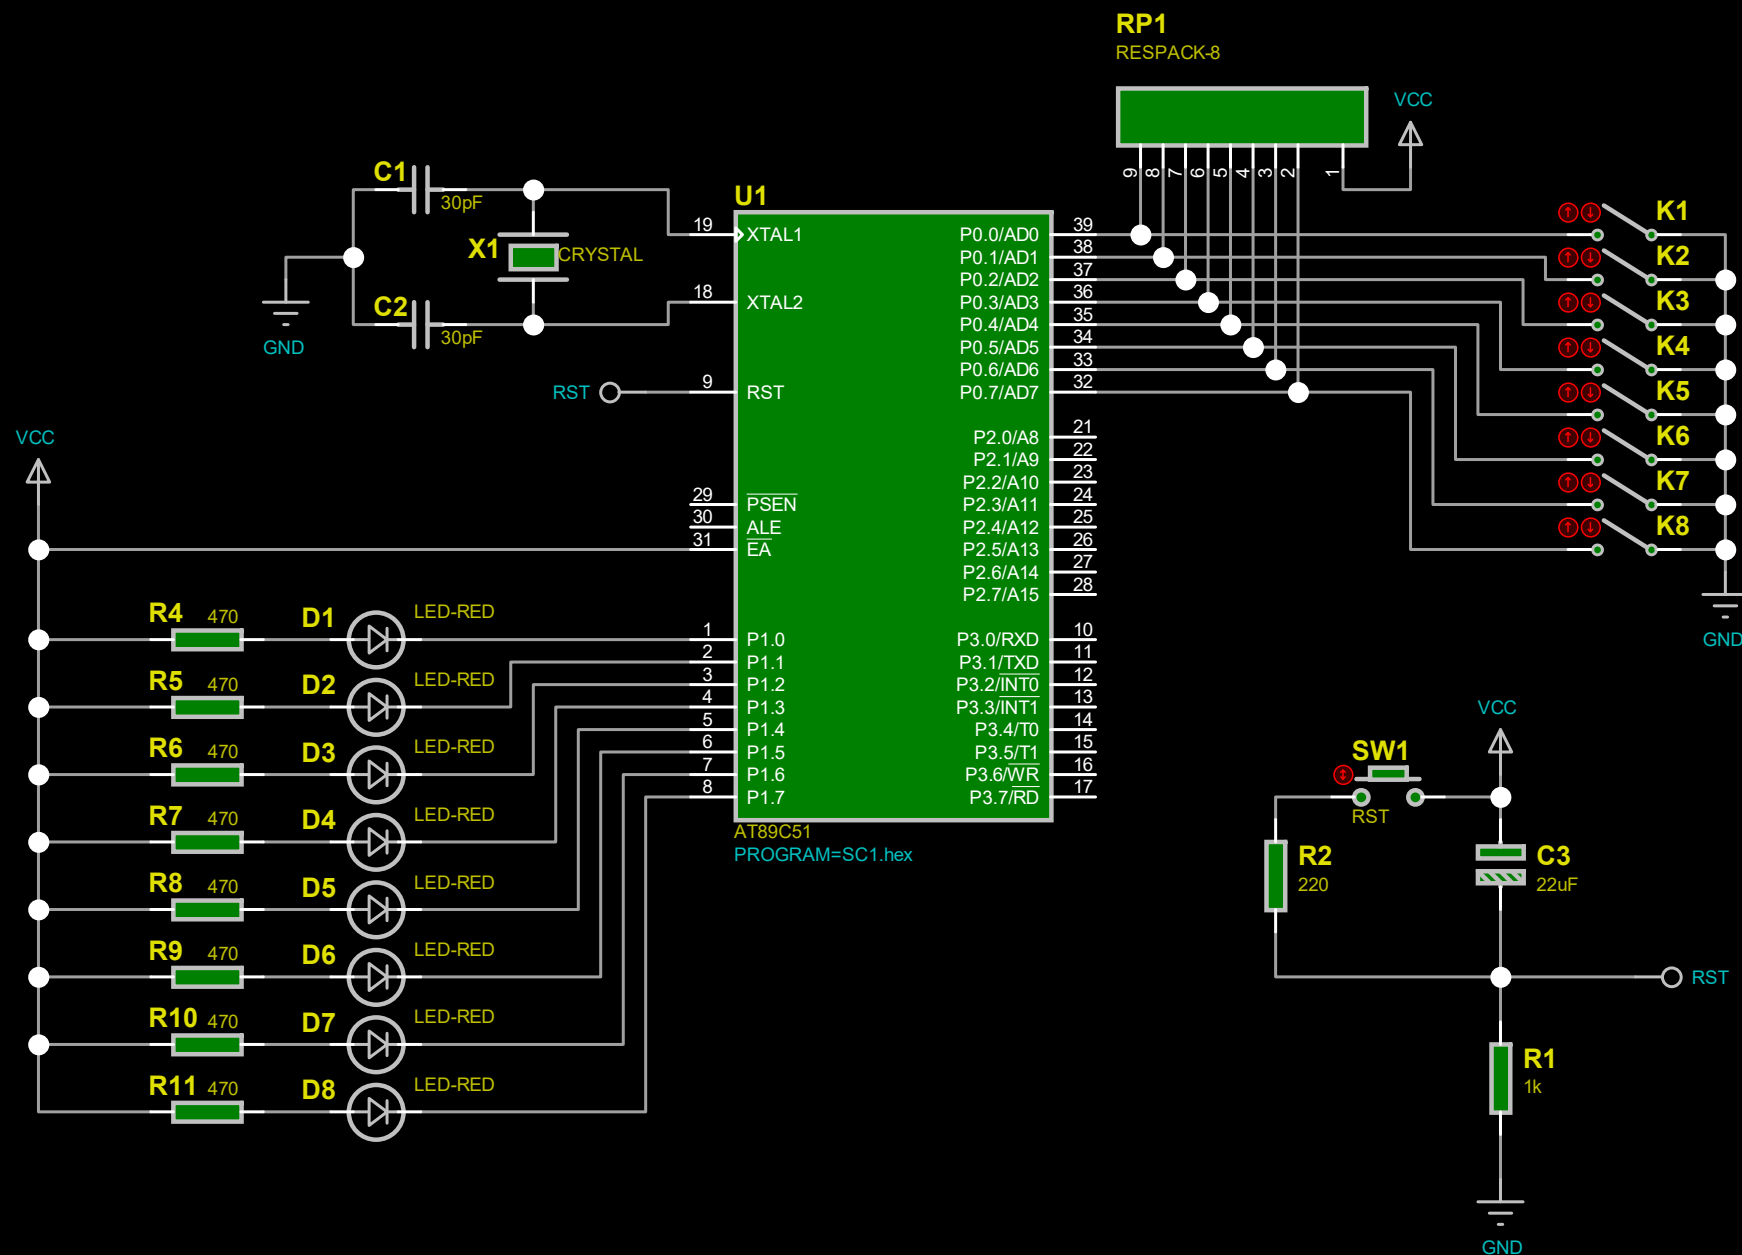 RP1
RESPACK-8
VCC
9 8 7 6 5 4 3 2 1
C1
30pF
X1
CRYSTAL
C2
30pF
GND
RST
U1
19 XTAL1
18 XTAL2
9 RST
29 PSEN
30 ALE
31 EA
1 P1.0
2 P1.1
3 P1.2
4 P1.3
5 P1.4
6 P1.5
7 P1.6
8 P1.7
P0.0/AD0 39
P0.1/AD1 38
P0.2/AD2 37
P0.3/AD3 36
P0.4/AD4 35
P0.5/AD5 34
P0.6/AD6 33
P0.7/AD7 32
P2.0/A8 21
P2.1/A9 22
P2.2/A10 23
P2.3/A11 24
P2.4/A12 25
P2.5/A13 26
P2.6/A14 27
P2.7/A15 28
P3.0/RXD 10
P3.1/TXD 11
P3.2/INT0 12
P3.3/INT1 13
P3.4/T0 14
P3.5/T1 15
P3.6/WR 16
P3.7/RD 17
AT89C51
PROGRAM=SC1.hex
K1
K2
K3
K4
K5
K6
K7
K8
GND
VCC
R4 470 D1 LED-RED
R5 470 D2 LED-RED
R6 470 D3 LED-RED
R7 470 D4 LED-RED
R8 470 D5 LED-RED
R9 470 D6 LED-RED
R10 470 D7 LED-RED
R11 470 D8 LED-RED
VCC
SW1
RST
R2
220
C3
22uF
RST
R1
1k
GND